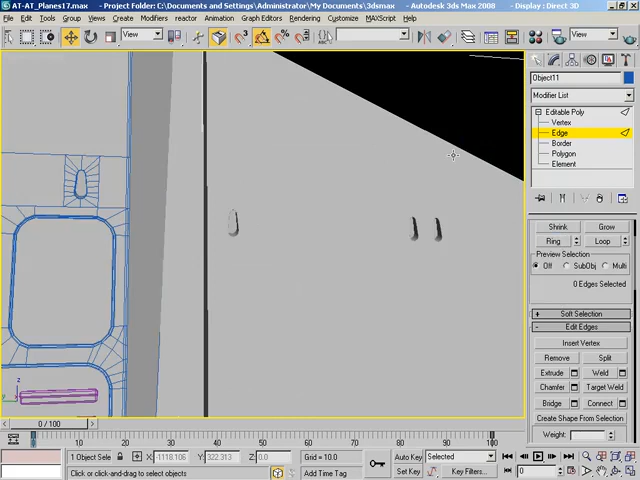 AT-AT_Planes17.max - Project Folder: C:\Documents and Settings\Administrator\My Documents\3dsmax - Autodesk 3ds Max 2008 - Display : Direct 3D
File Edit Tools Group Views Create Modifiers reactor Animation Graph Editors Rendering Customize MAXScript Help
View
View
Object11
Modifier List
Editable Poly
Vertex
Edge
Border
Polygon
Element
Shrink Grow
Ring Loop
Preview Selection
Off SubObj Multi
0 Edges Selected
+ Soft Selection
- Edit Edges
Insert Vertex
Remove Split
Extrude Weld
Chamfer Target Weld
Bridge Connect
Create Shape From Selection
Weight:
z
y
x
0 / 100
0 10 20 30 40 50 60 70 80 90 100
1 Object Sele X: -1118.106 Y: 322.313 Z: 0.0 Grid = 10.0 Auto Key Selected
Click or click-and-drag to select objects Add Time Tag Set Key Key Filters... 0